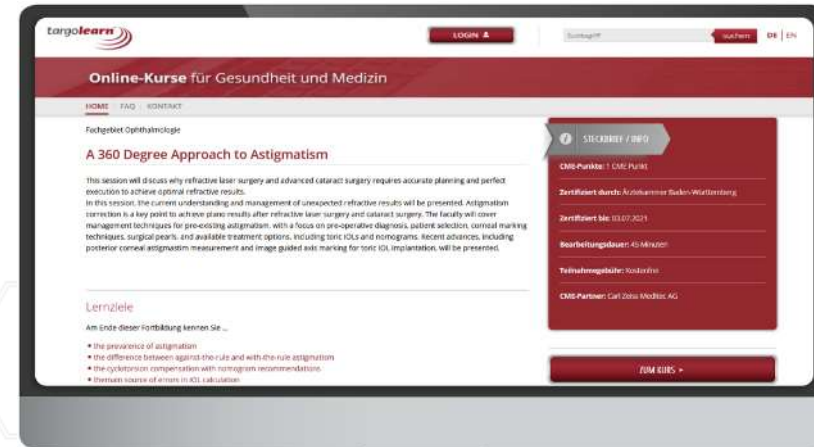 targolearn
LOGIN
Suchbegriff
suchen
DE | EN
Online-Kurse für Gesundheit und Medizin
HOME FAQ KONTAKT
Fachgebiet Ophthalmologie
A 360 Degree Approach to Astigmatism
This session will discuss why refractive laser surgery and advanced cataract surgery requires accurate planning and perfect
execution to achieve optimal refractive results.
In this session, the current understanding and management of unexpected refractive results will be presented. Astigmatism
correction is a key point to achieve plano results after refractive laser surgery and cataract surgery. The faculty will cover
management techniques for pre-existing astigmatism, with a focus on pre-operative diagnosis, patient selection, corneal marking
techniques, surgical pearls, and available treatment options, including toric IOLs and nomograms. Recent advances, including
posterior corneal astigmastim measurement and image guided axis marking for toric IOL implantation, will be presented.
Lernziele
Am Ende dieser Fortbildung kennen Sie ...
the prevalence of astigmatism
the difference between against-the-rule and with-the-rule astigmatism
the cyclotorsion compensation with nomogram recommendations
themain source of errors in IOL calculation
STECKBRIEF / INFO
CME-Punkte: 1 CME Punkt
Zertifiziert durch: Ärztekammer Baden-Württemberg
Zertifiziert bis: 03.07.2021
Bearbeitungsdauer: 45 Minuten
Teilnahmegebühr: Kostenfrei
CME-Partner: Carl Zeiss Meditec AG
ZUM KURS >